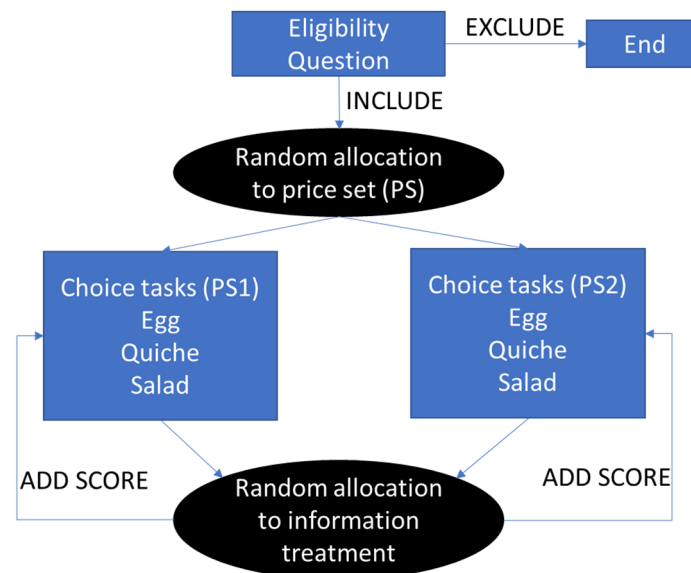 Eligibility
Question
EXCLUDE
End
INCLUDE
Random allocation
to price set (PS)
Choice tasks (PS1)
Egg
Quiche
Salad
Choice tasks (PS2)
Egg
Quiche
Salad
ADD SCORE
Random allocation
to information
treatment
ADD SCORE